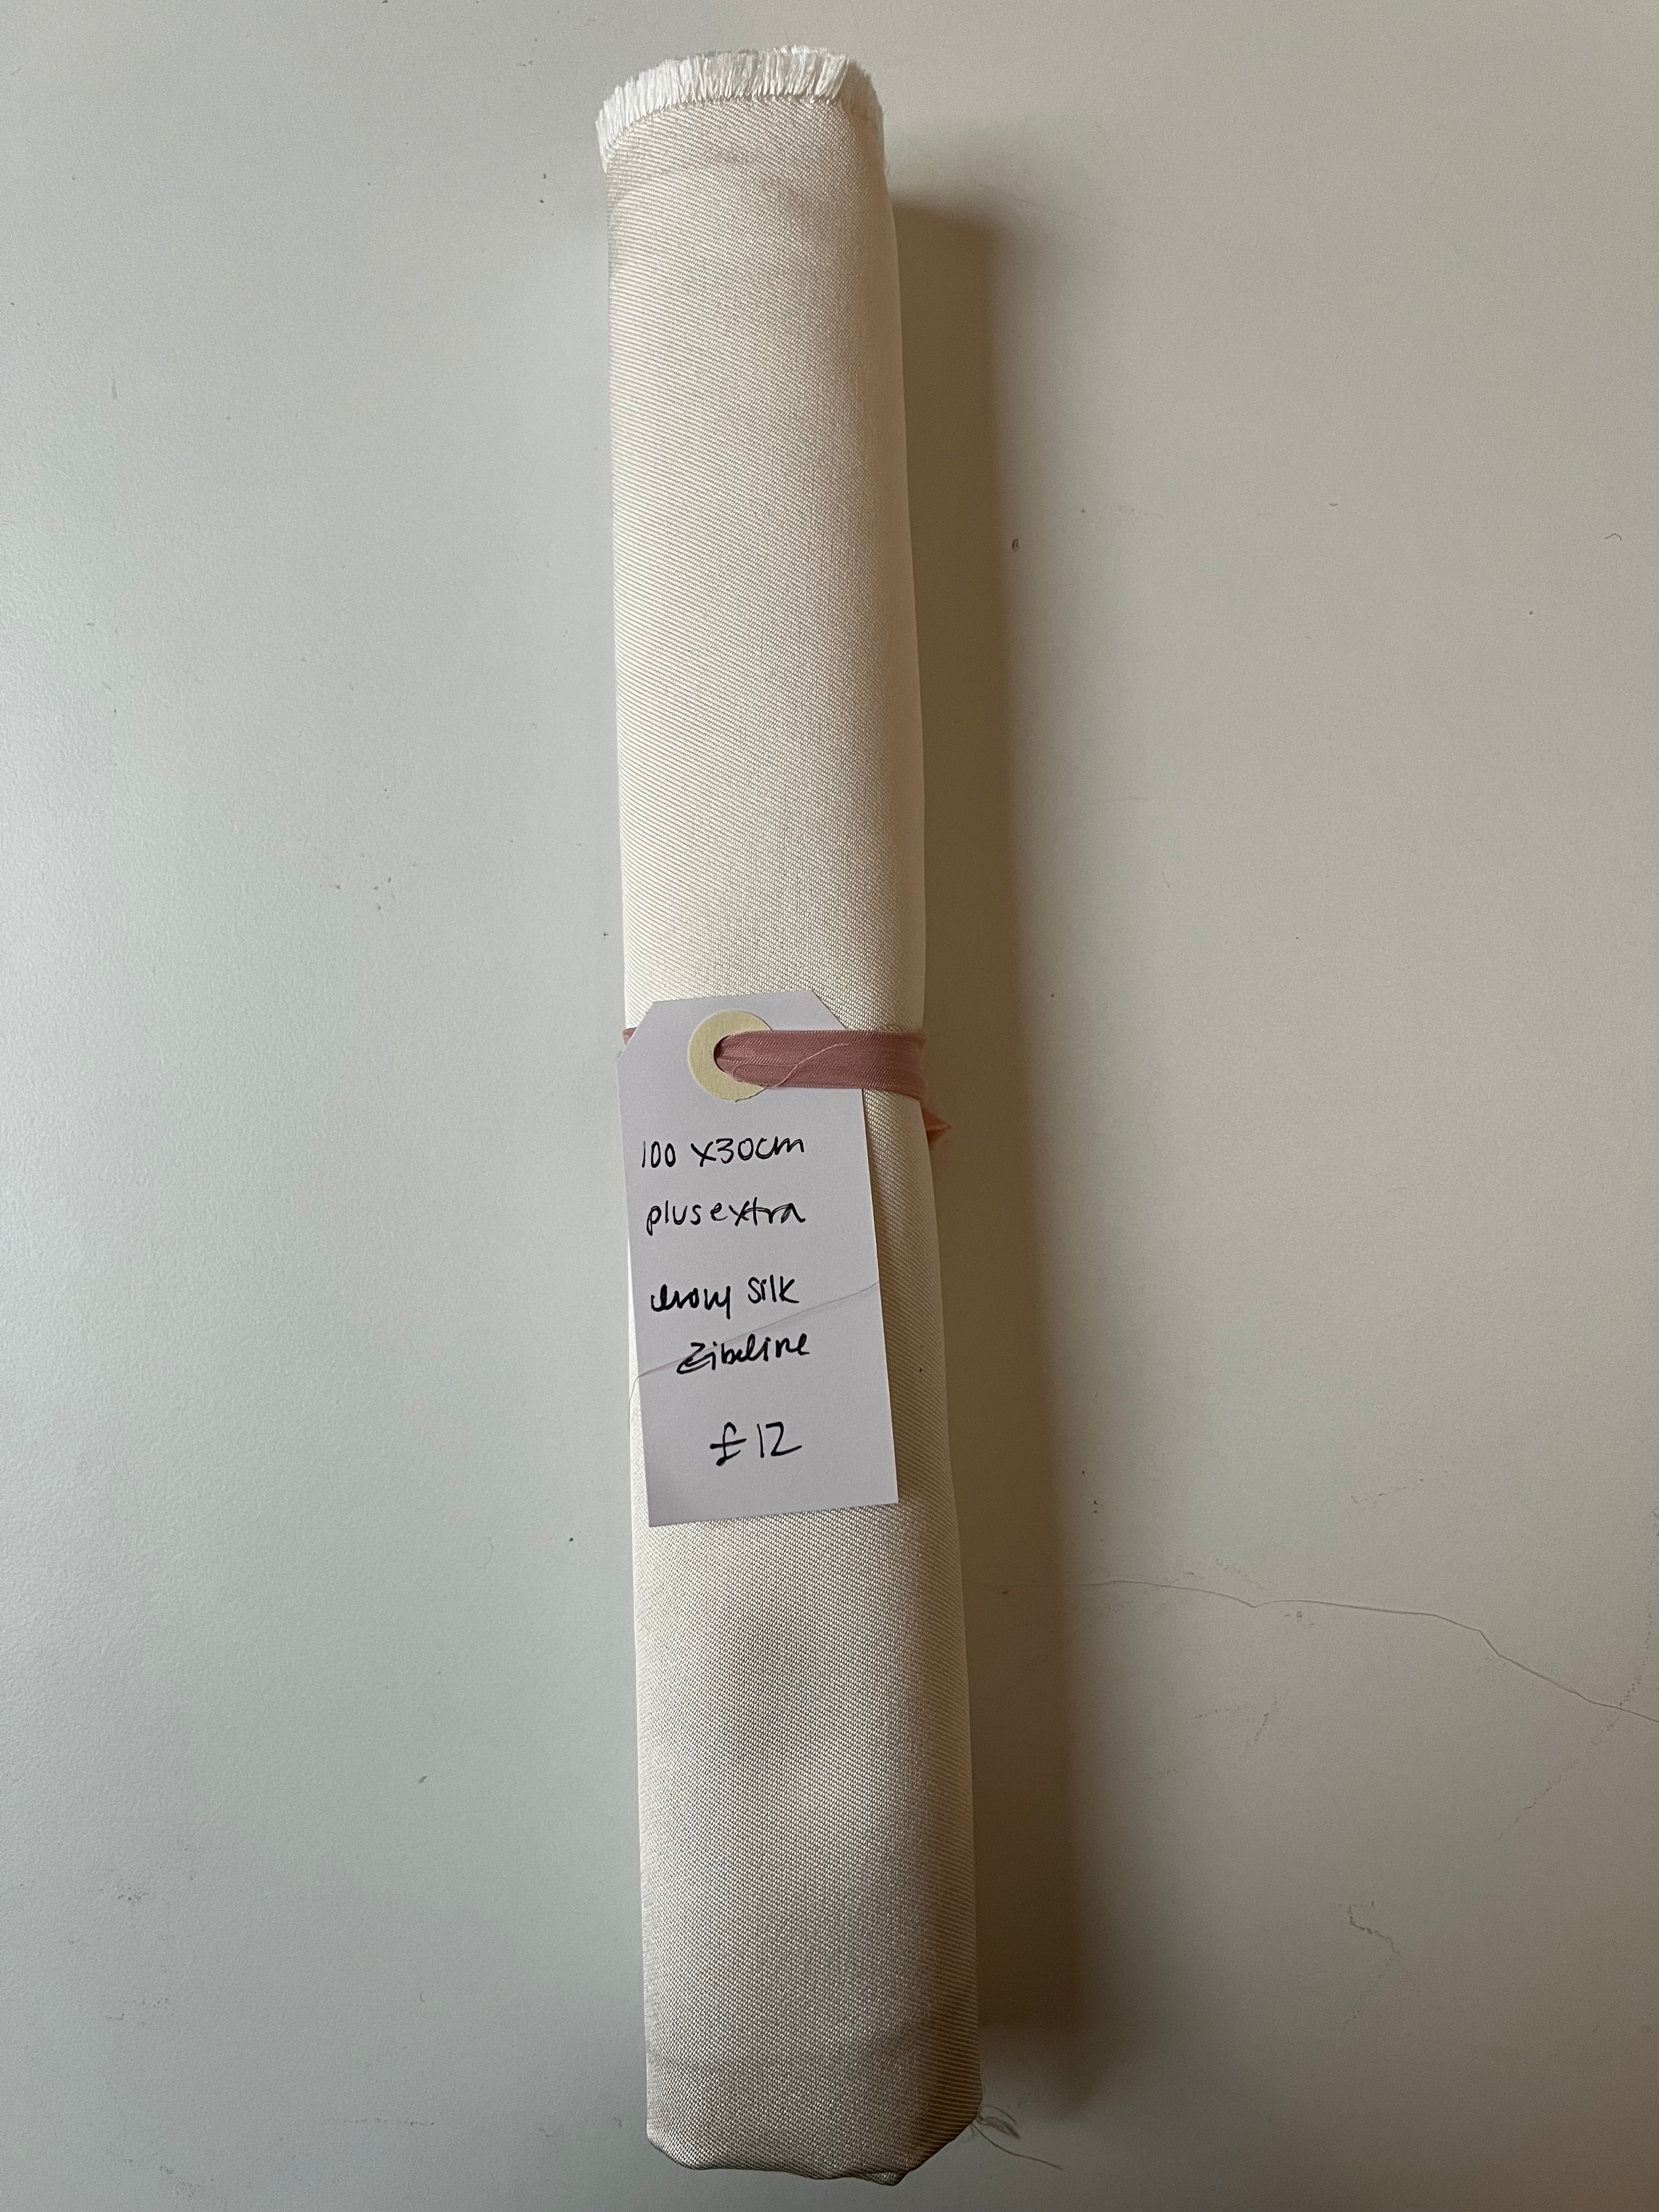 100 x30cm
plus extra
ivory silk
Zibeline
£12